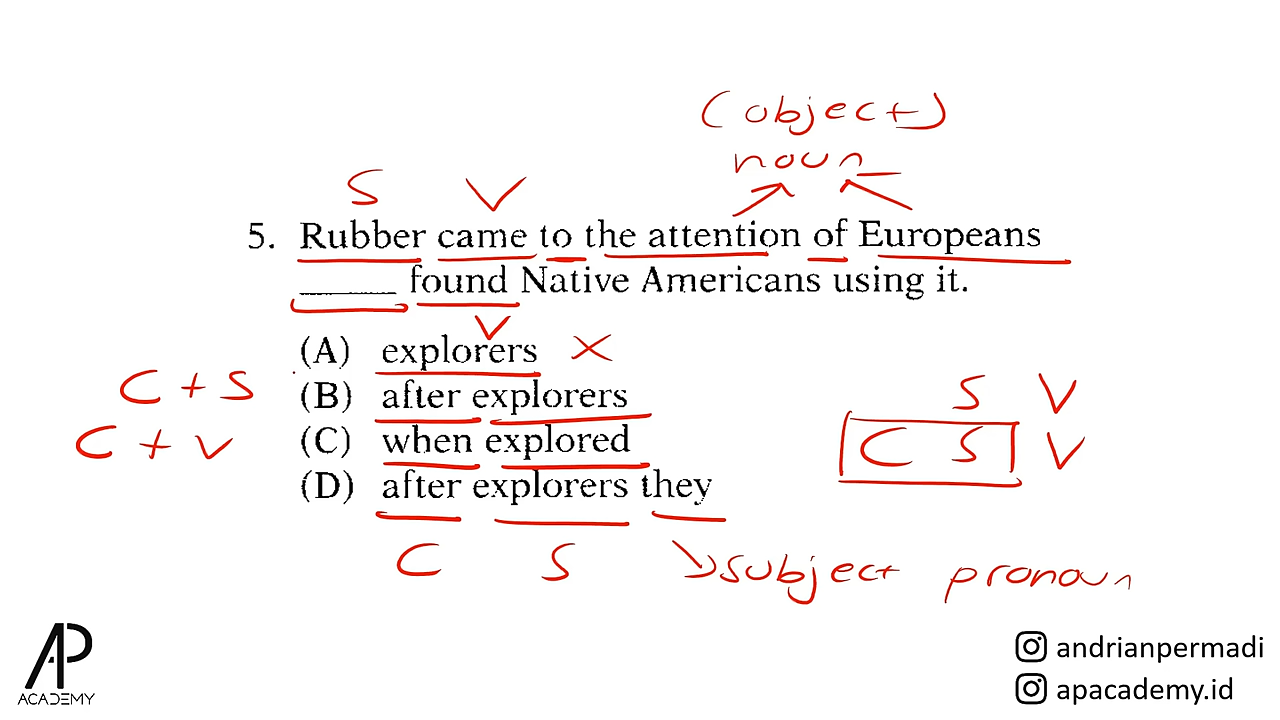 (object)
noun
S V
5. Rubber came to the attention of Europeans
______ found Native Americans using it.
V
(A) explorers X
C + S (B) after explorers
C + V (C) when explored
(D) after explorers they
S V
C S V
C S subject pronoun
AP
ACADEMY
andrianpermadi
apacademy.id